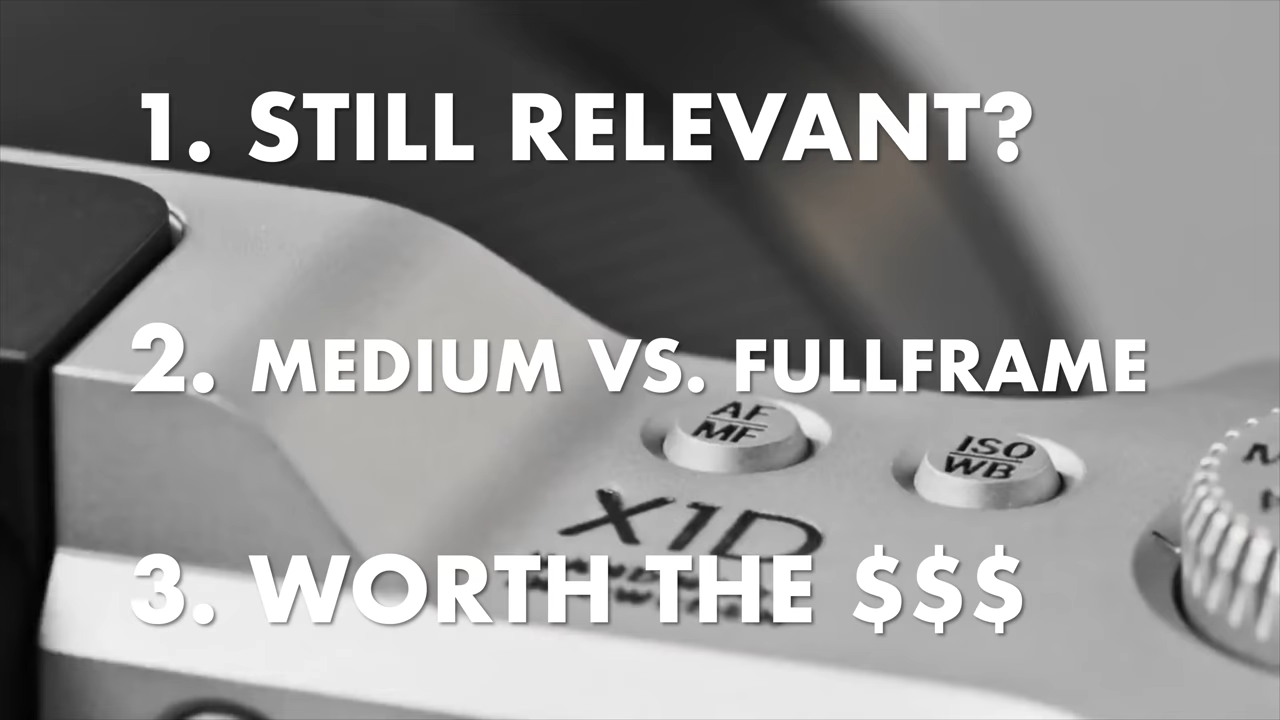 1. STILL RELEVANT?
2. MEDIUM VS. FULLFRAME
AF
MF
ISO
WB
X1D
3. WORTH THE $$$